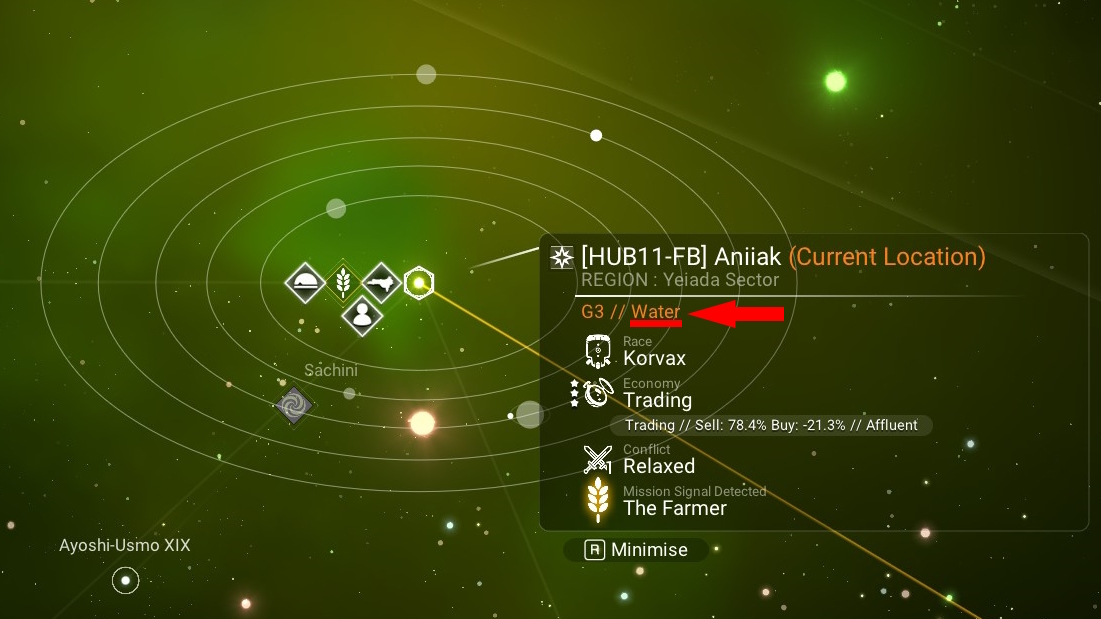 [HUB11-FB] Aniiak (Current Location)
REGION : Yeiada Sector
G3 // Water
Race
Korvax
Economy
Trading
Trading // Sell: 78.4% Buy: -21.3% // Affluent
Conflict
Relaxed
Mission Signal Detected
The Farmer
R Minimise
Sachini
Ayoshi-Usmo XIX